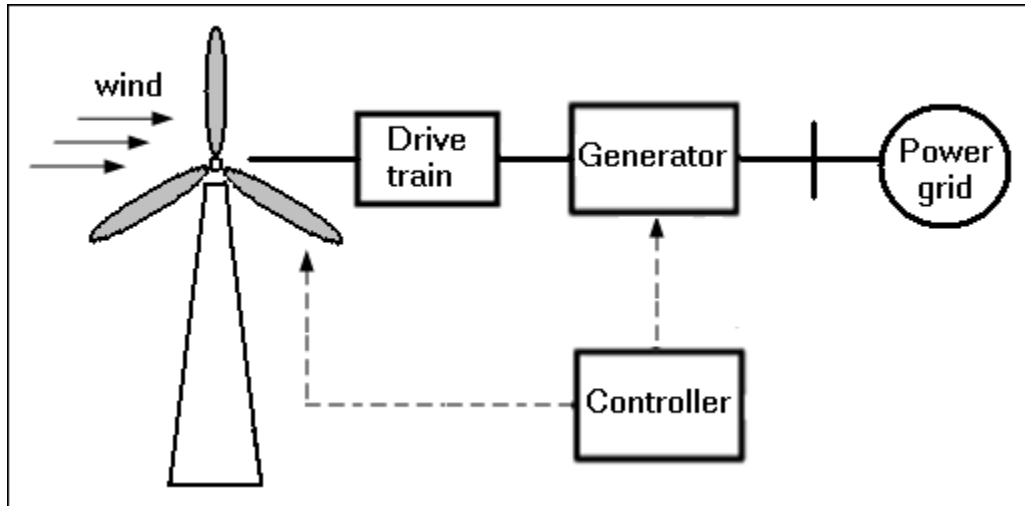 wind
Drive
train
Generator
Power
grid
Controller